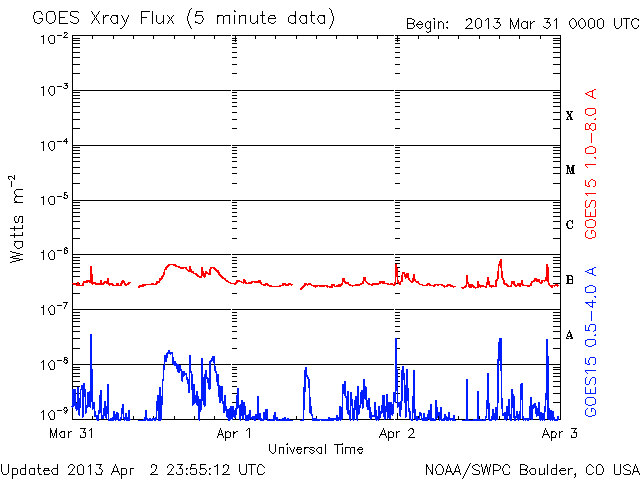 GOES Xray Flux (5 minute data)
Begin: 2013 Mar 31 0000 UTC
10⁻²
10⁻³
10⁻⁴
10⁻⁵
10⁻⁶
10⁻⁷
10⁻⁸
10⁻⁹
Watts m⁻²
X
M
C
B
A
GOES15 1.0-8.0 A
GOES15 0.5-4.0 A
Mar 31
Apr 1
Apr 2
Apr 3
Universal Time
Updated 2013 Apr 2 23:55:12 UTC
NOAA/SWPC Boulder, CO USA